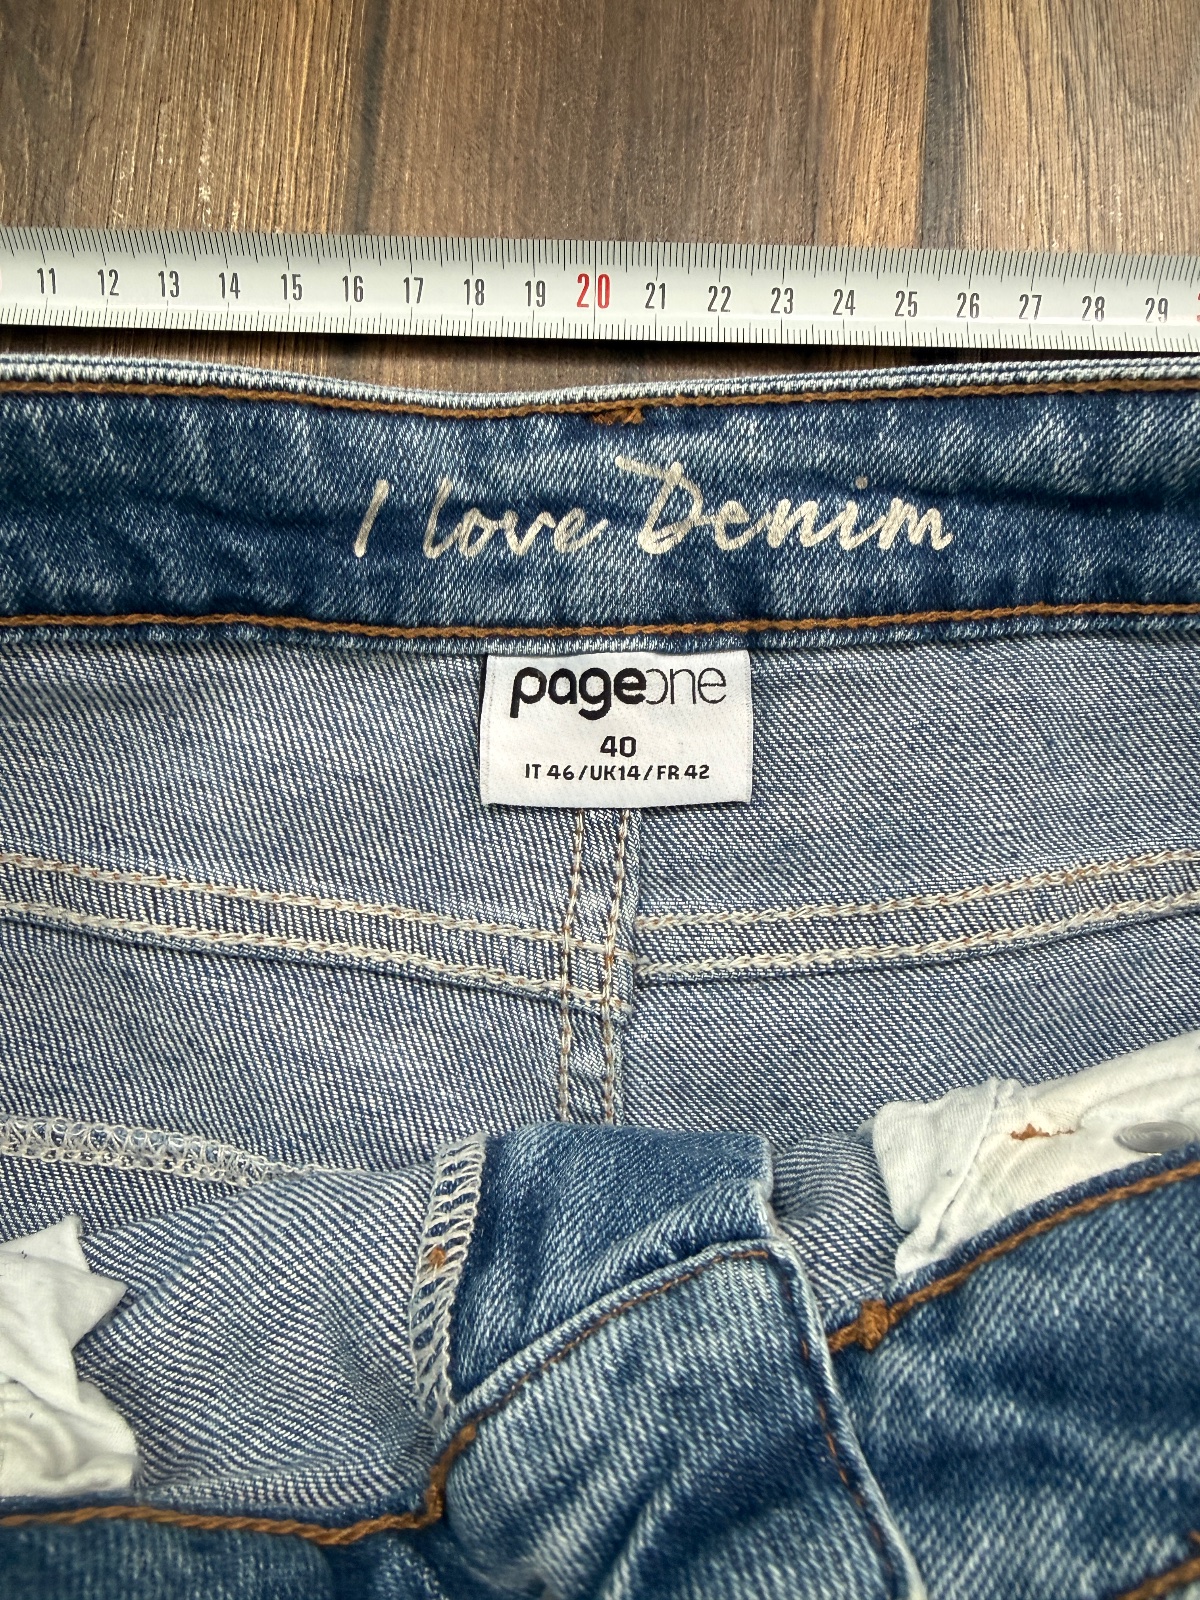 11 12 13 14 15 16 17 18 19 20 21 22 23 24 25 26 27 28 29
I love Denim
pageone
40
IT 46/UK14/FR 42